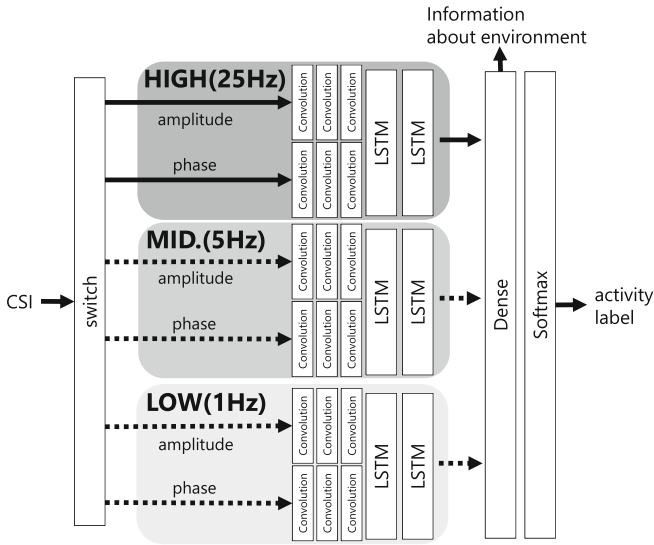 Information
about environment
HIGH(25Hz)
amplitude
phase
Convolution
Convolution
Convolution
Convolution
Convolution
Convolution
LSTM
LSTM
MID.(5Hz)
amplitude
phase
Convolution
Convolution
Convolution
Convolution
Convolution
Convolution
LSTM
LSTM
LOW(1Hz)
amplitude
phase
Convolution
Convolution
Convolution
Convolution
Convolution
Convolution
LSTM
LSTM
CSI
switch
Dense
Softmax
activity
label